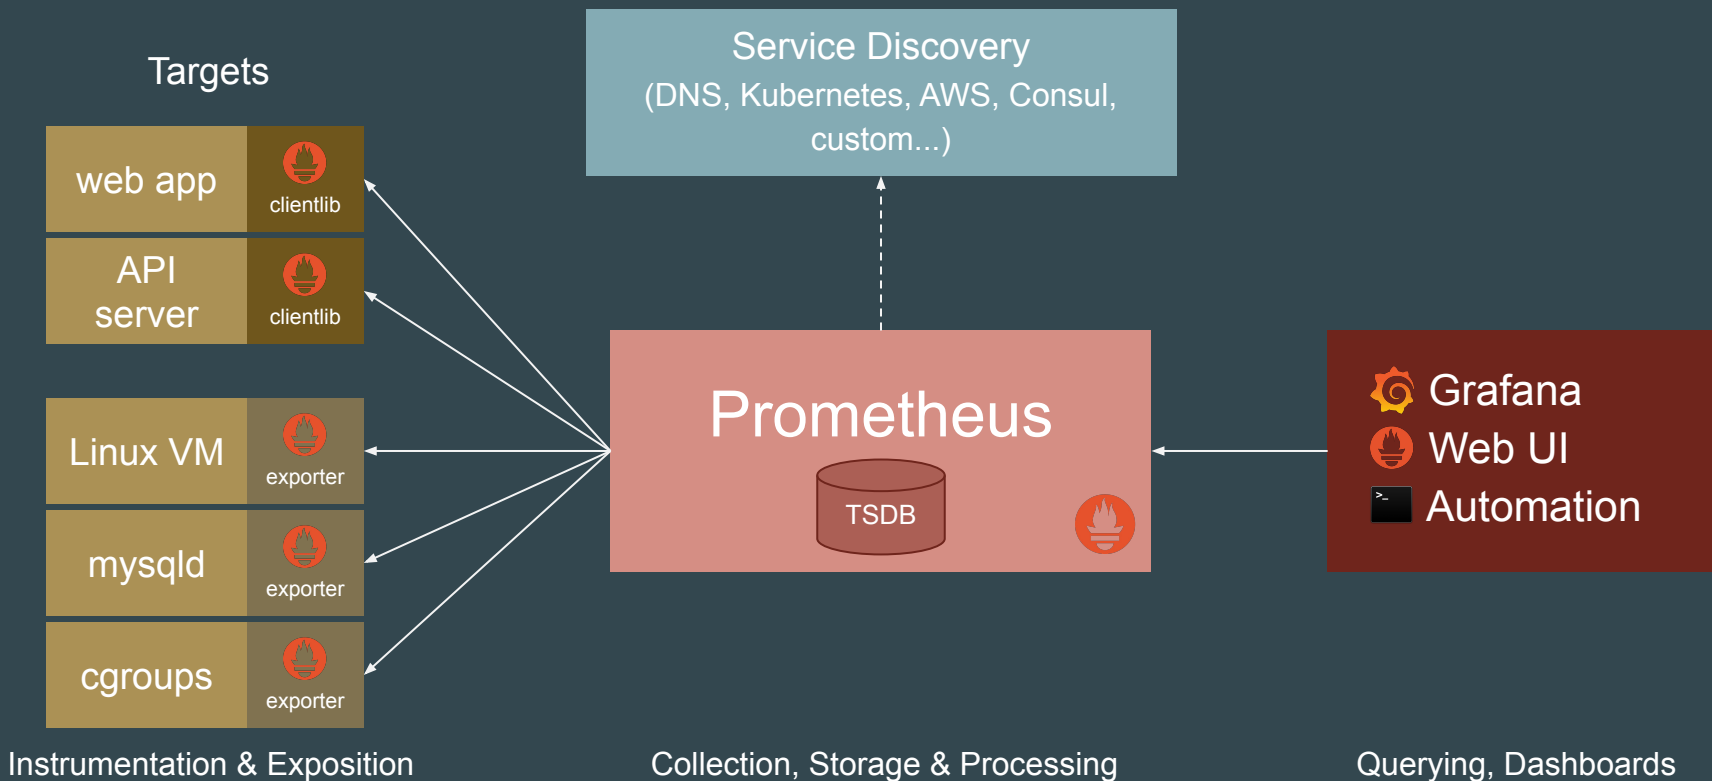 Targets
web app
clientlib
API
server
clientlib
Linux VM
exporter
mysqld
exporter
cgroups
exporter
Instrumentation & Exposition
Service Discovery
(DNS, Kubernetes, AWS, Consul,
custom...)
Prometheus
TSDB
Collection, Storage & Processing
Grafana
Web UI
>_
Automation
Querying, Dashboards